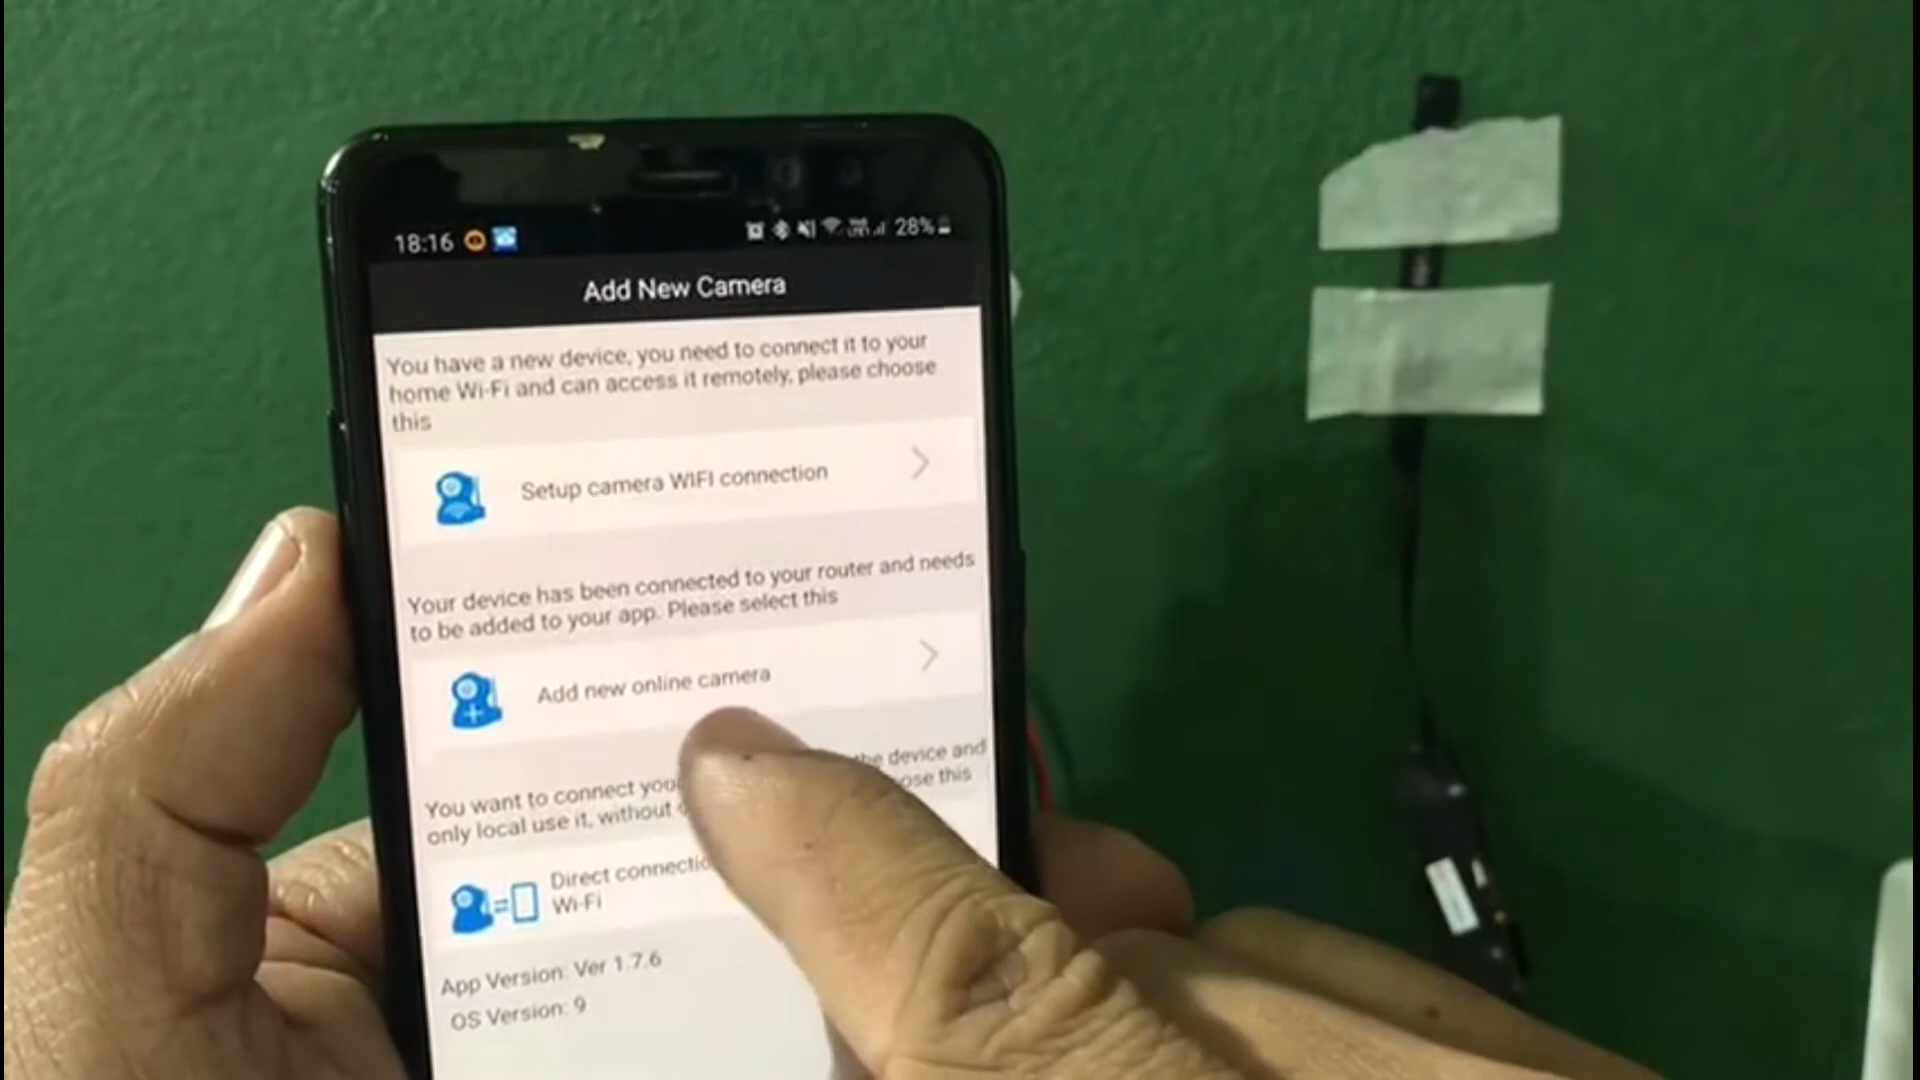 18:16 28%
Add New Camera
You have a new device, you need to connect it to your
home Wi-Fi and can access it remotely, please choose
this
Setup camera WIFI connection
Your device has been connected to your router and needs
to be added to your app. Please select this
Add new online camera
You want to connect the device and
only local use it, without this
Direct
Wi-Fi
App Version: Ver 1.7.6
OS Version: 9